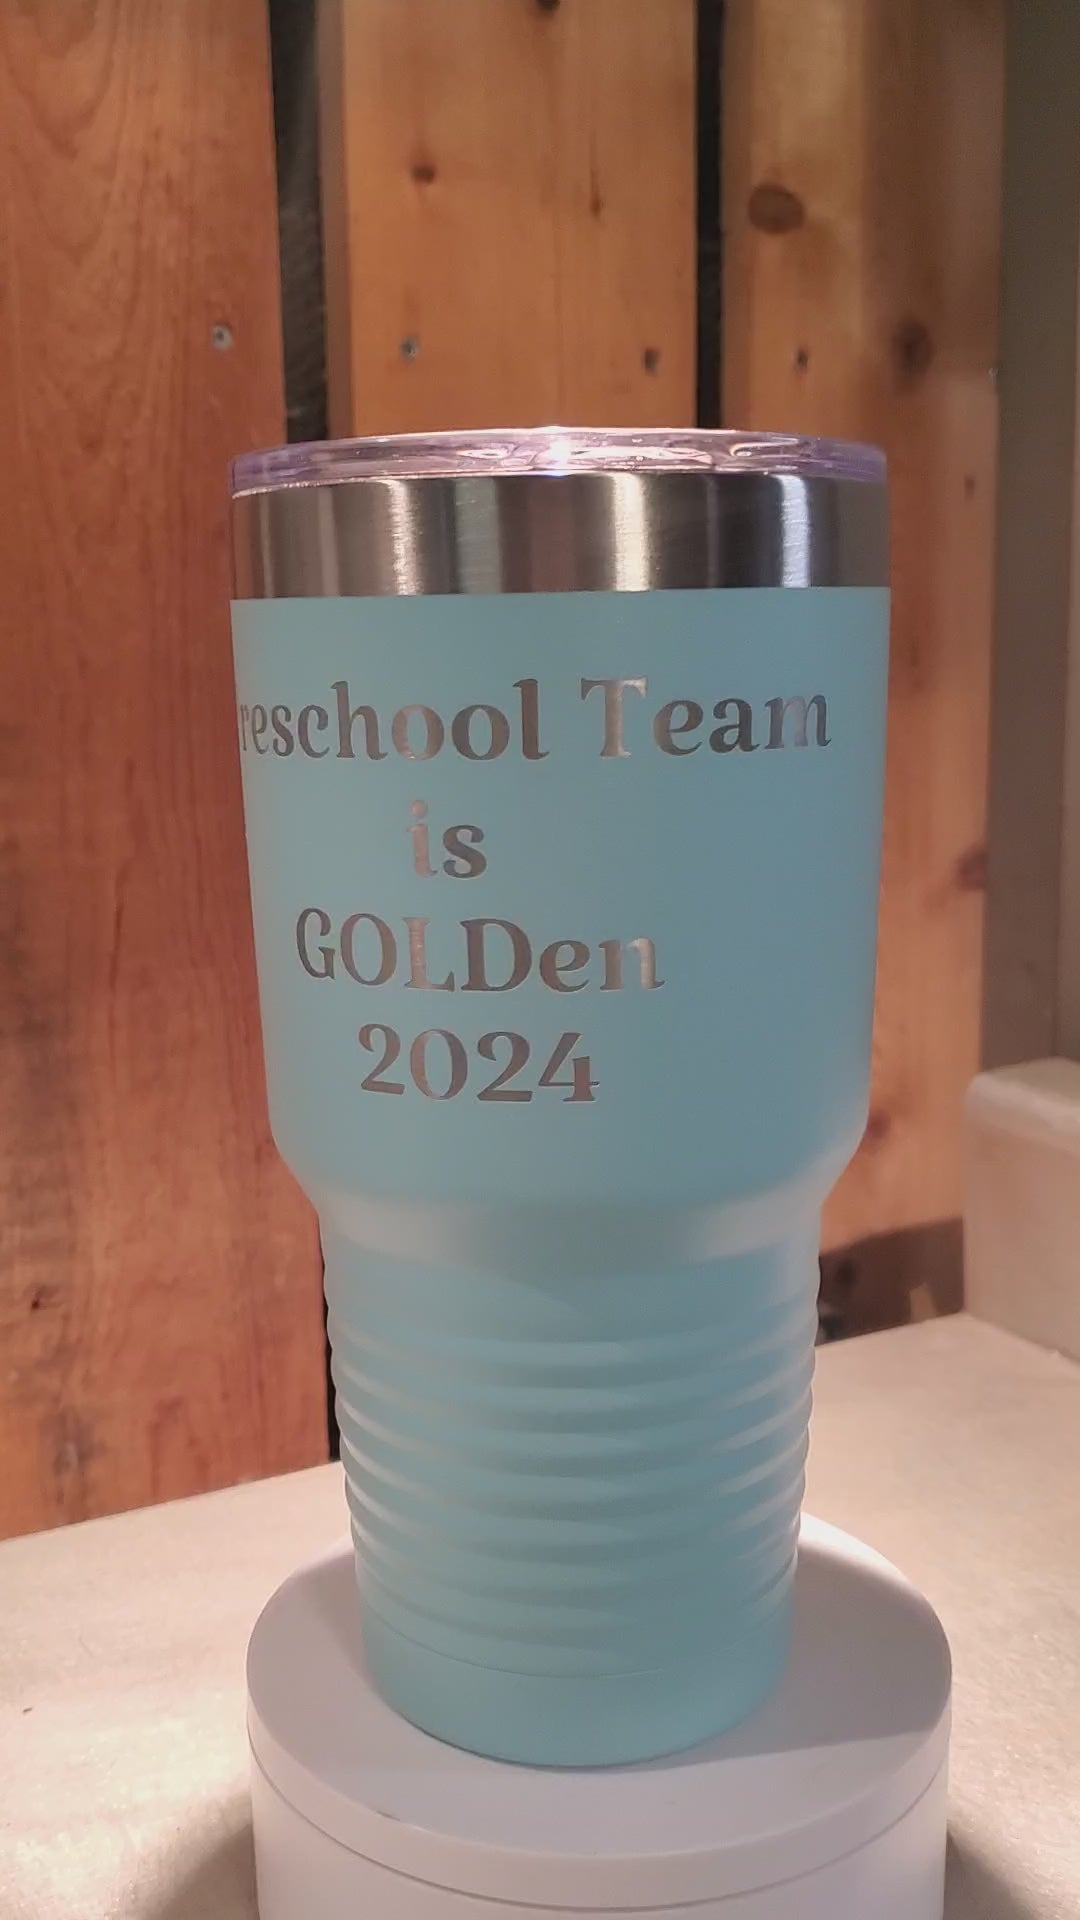 reschool Team
is
GOLDen
2024